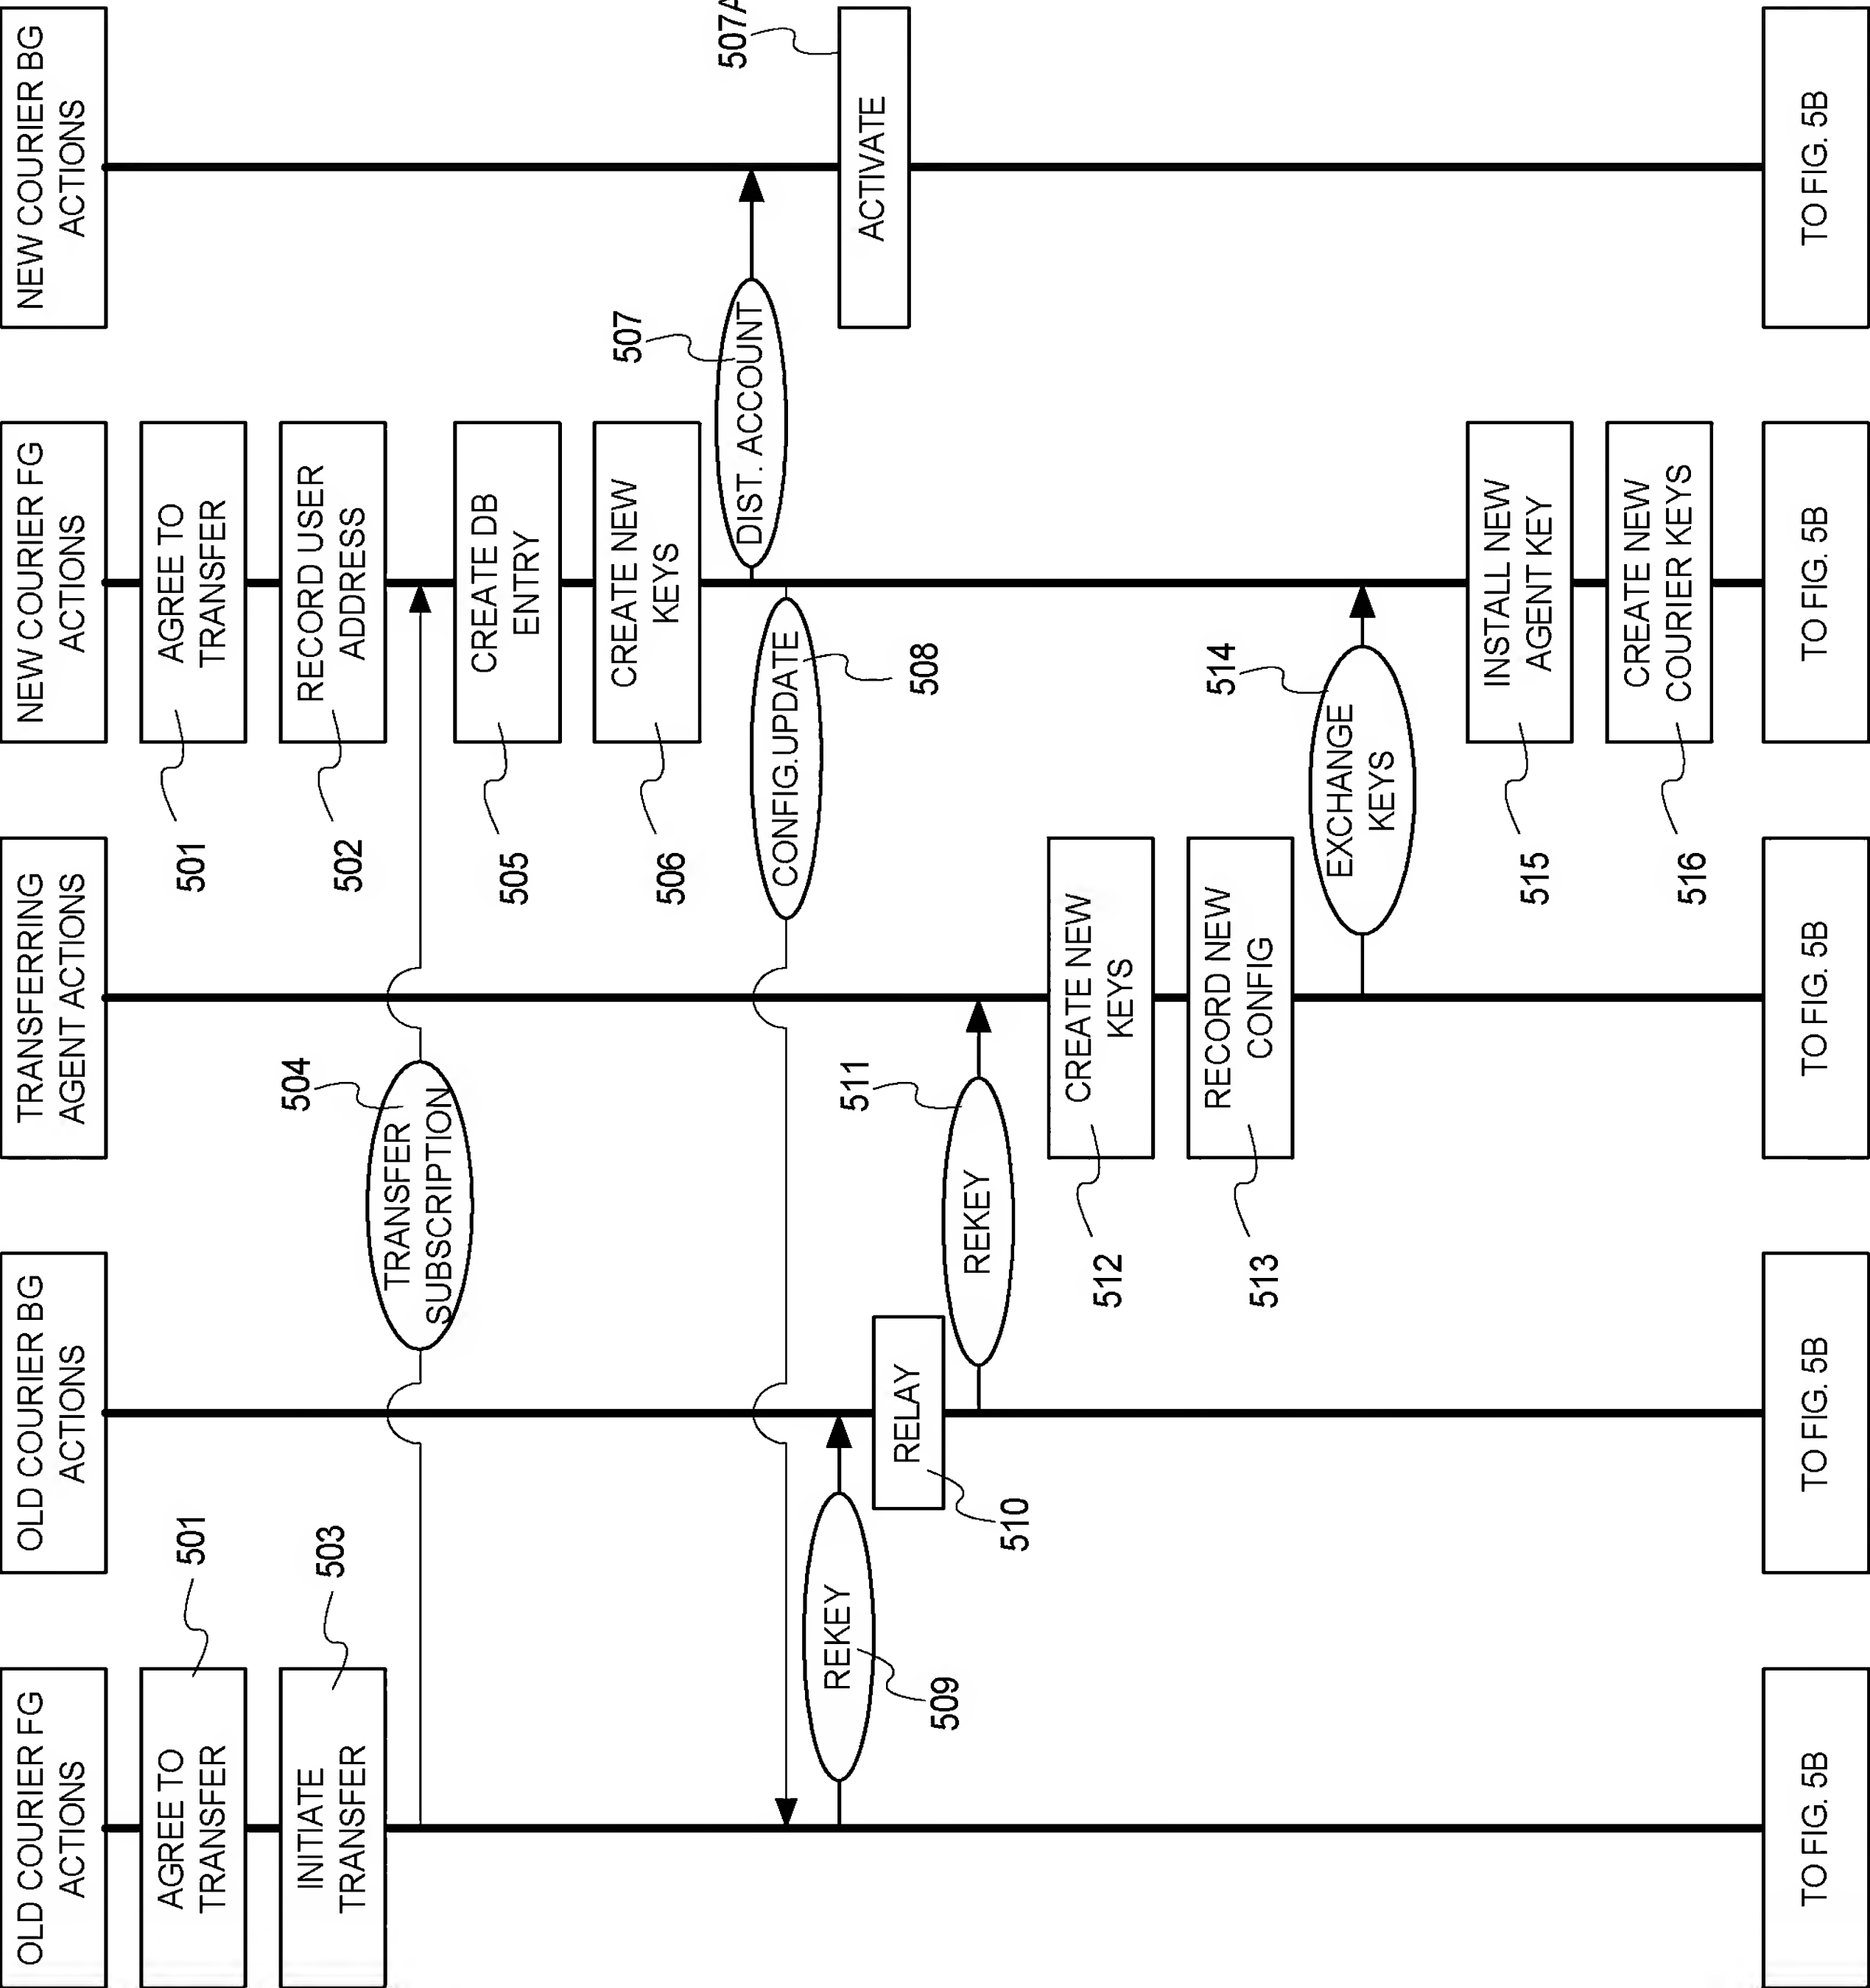 OLD COURIER FG
ACTIONS
OLD COURIER BG
ACTIONS
TRANSFERRING
AGENT ACTIONS
NEW COURIER FG
ACTIONS
NEW COURIER BG
ACTIONS
AGREE TO
TRANSFER
501
AGREE TO
TRANSFER
501
INITIATE
TRANSFER
503
RECORD USER
ADDRESS
502
TRANSFER
SUBSCRIPTION
504
CREATE DB
ENTRY
505
CREATE NEW
KEYS
506
DIST. ACCOUNT
507
CONFIG.UPDATE
508
ACTIVATE
507A
REKEY
509
RELAY
510
REKEY
511
CREATE NEW
KEYS
512
RECORD NEW
CONFIG
513
EXCHANGE
KEYS
514
INSTALL NEW
AGENT KEY
515
CREATE NEW
COURIER KEYS
516
TO FIG. 5B
TO FIG. 5B
TO FIG. 5B
TO FIG. 5B
TO FIG. 5B